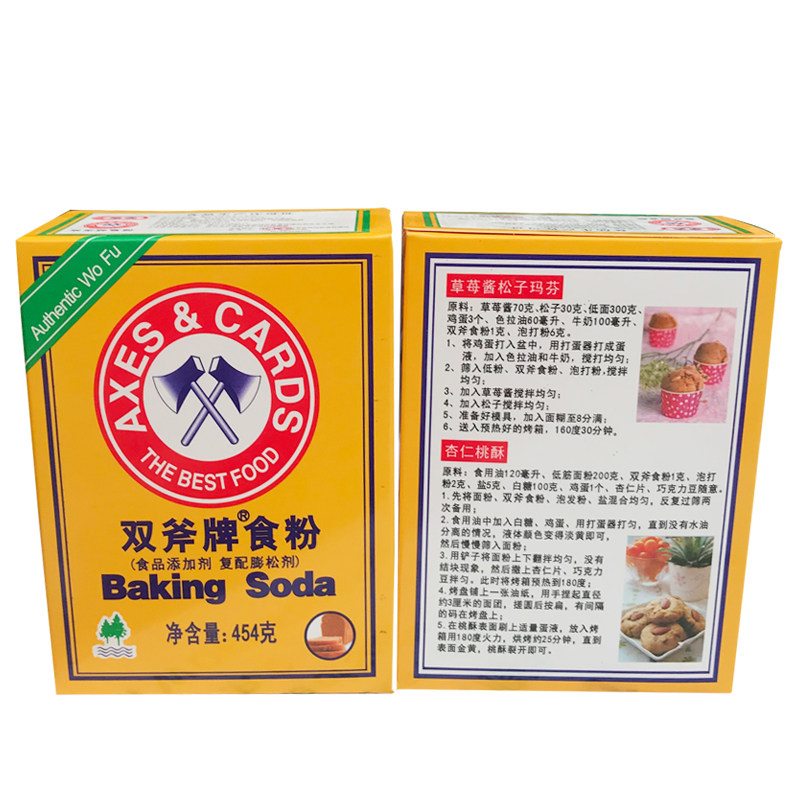 Authentic Wo Fu
AXES & CARDS
THE BEST FOOD
双斧牌®食粉
(食品添加剂 复配膨松剂)
Baking Soda
净含量: 454克
草莓酱松子玛芬
原料: 草莓酱70克、松子30克、低面300克、
鸡蛋3个、色拉油60毫升、牛奶100毫升、
双斧食粉1克、泡打粉6克。
1、将鸡蛋打入盆中，用打蛋器打成蛋
液，加入色拉油和牛奶，搅打均匀;
2、筛入低粉、双斧食粉、泡打粉,搅拌
均匀;
3、加入草莓酱搅拌均匀;
4、加入松子搅拌均匀;
5、准备好模具，加入面糊至8分满;
6、送入预热好的烤箱，160度30分钟。
杏仁桃酥
原料: 食用油120毫升、低筋面粉200克、双斧食粉1克、泡打
粉2克、盐5克、白糖100克、鸡蛋1个、杏仁片、巧克力豆随意。
1.先将面粉、双斧食粉、泡发粉、盐混合均匀，反复过筛两
次备用;
2.食用油中加入白糖、鸡蛋，用打蛋器打匀，直到没有水油
分离的情况，液体颜色变得淡黄即可，
然后慢慢筛入面粉;
3.用铲子将面粉上下翻拌均匀，没有
结块现象，然后撒上杏仁片、巧克力
豆拌匀。此时将烤箱预热到180度;
4.烤盘铺上一张油纸，用手捏起直径
约3厘米的面团，搓圆后按扁，有间隔
的码在烤盘上;
5.在桃酥表面刷上适量蛋液，放入烤
箱用180度火力，烘烤约25分钟，直到
表面金黄，桃酥裂开即可。